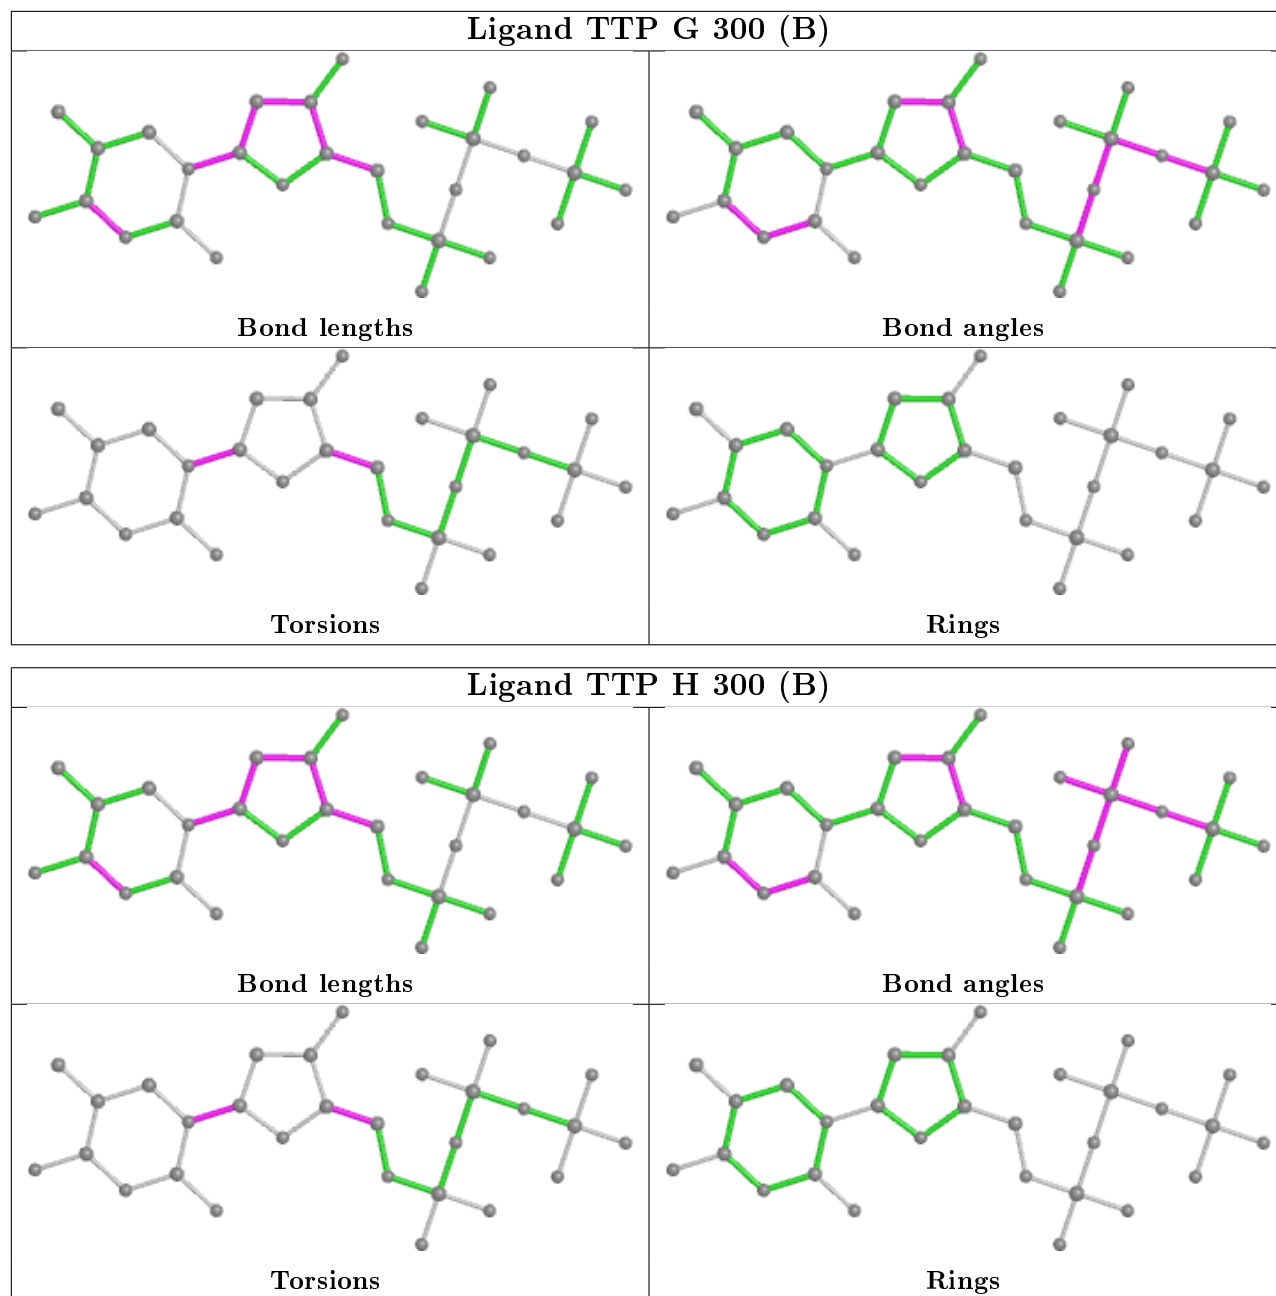 Ligand TTP G 300 (B)
Bond lengths
Bond angles
Torsions
Rings
Ligand TTP H 300 (B)
Bond lengths
Bond angles
Torsions
Rings